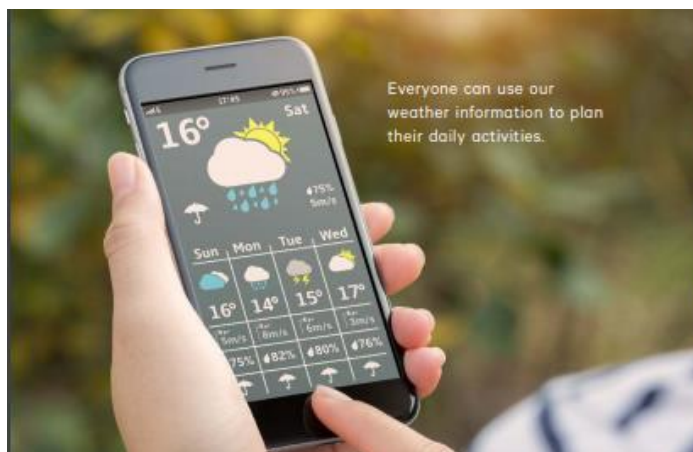 Everyone can use our
weather information to plan
their daily activities.
17:45 95%
16° Sat
75%
5m/s
Sun Mon Tue Wed
16° 14° 15° 17°
5m/s 8m/s 6m/s 3m/s
75% 82% 80% 76%